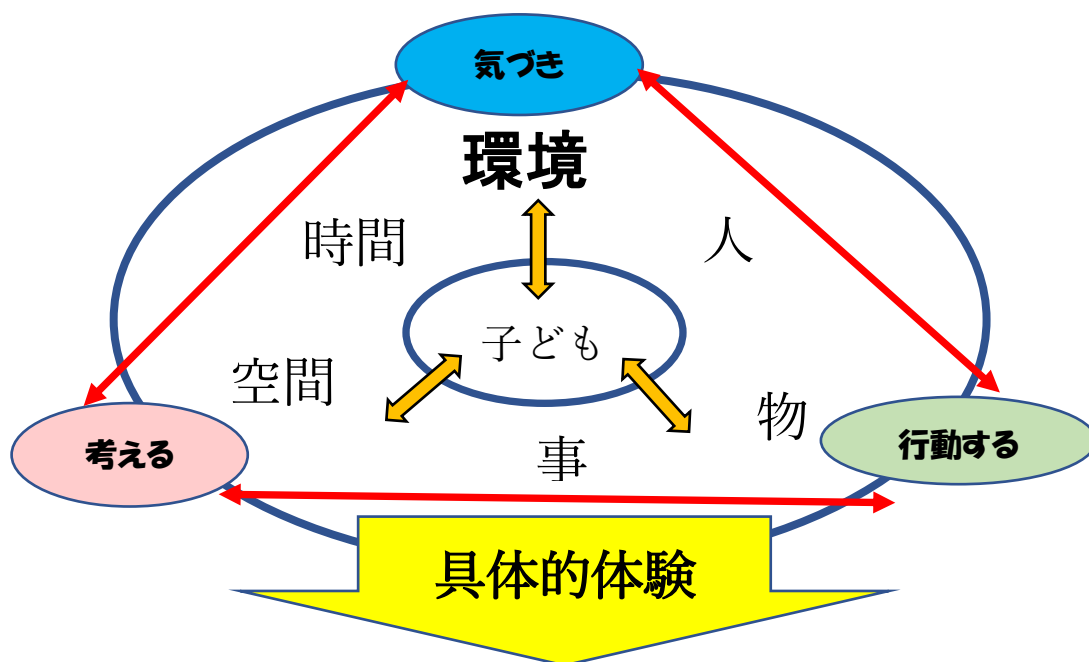 気づき
環境
時間
人
子ども
空間
物
考える
事
行動する
具体的体験